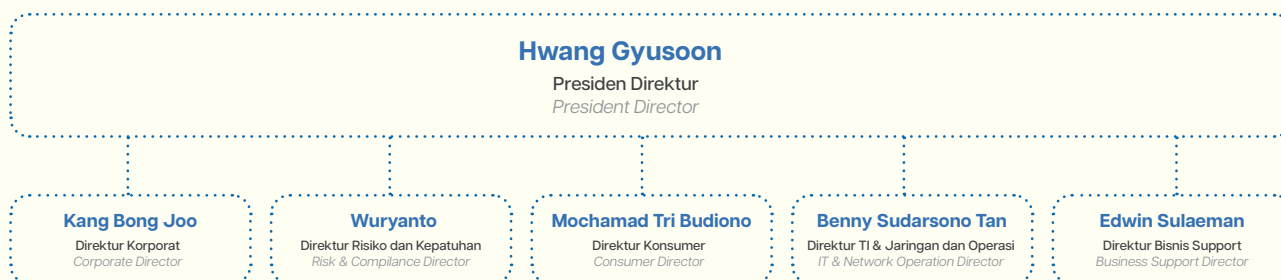 Hwang Gyusoon
Presiden Direktur
President Director
Kang Bong Joo
Direktur Korporat
Corporate Director
Wuryanto
Direktur Risiko dan Kepatuhan
Risk & Compilance Director
Mochamad Tri Budiono
Direktur Konsumer
Consumer Director
Benny Sudarsono Tan
Direktur TI & Jaringan dan Operasi
IT & Network Operation Director
Edwin Sulaeman
Direktur Bisnis Support
Business Support Director